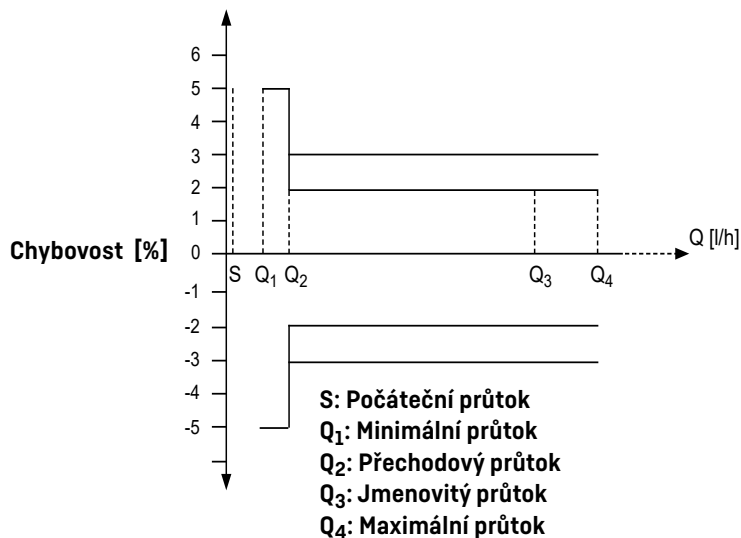 6
5
4
3
2
1
0
-1
-2
-3
-4
-5
Chybovost [%]
Q [l/h]
S Q₁ Q₂ Q₃ Q₄
S: Počáteční průtok
Q₁: Minimální průtok
Q₂: Přechodový průtok
Q₃: Jmenovitý průtok
Q₄: Maximální průtok